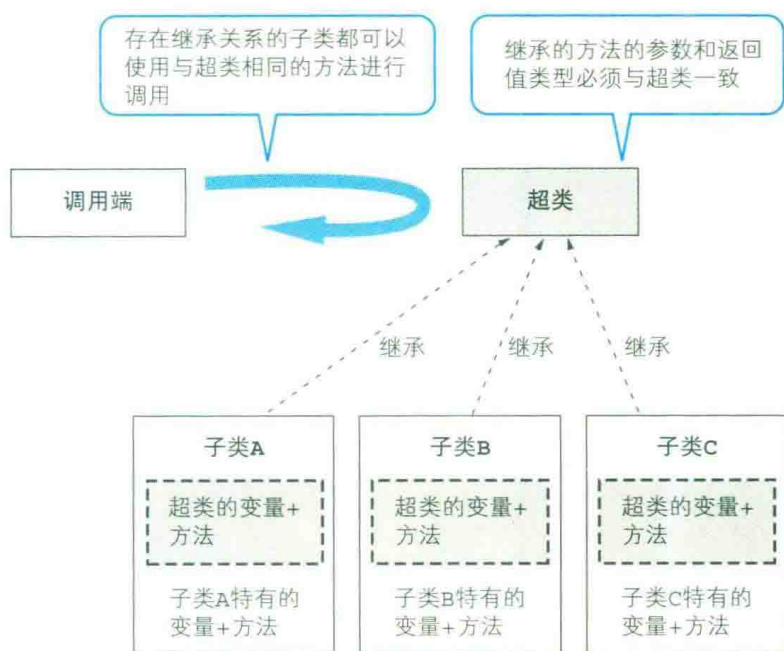 存在继承关系的子类都可以
使用与超类相同的方法进行
调用
继承的方法的参数和返回
值类型必须与超类一致
调用端
超类
继承
继承
继承
子类A
超类的变量+
方法
子类A特有的
变量+方法
子类B
超类的变量+
方法
子类B特有的
变量+方法
子类C
超类的变量+
方法
子类C特有的
变量+方法